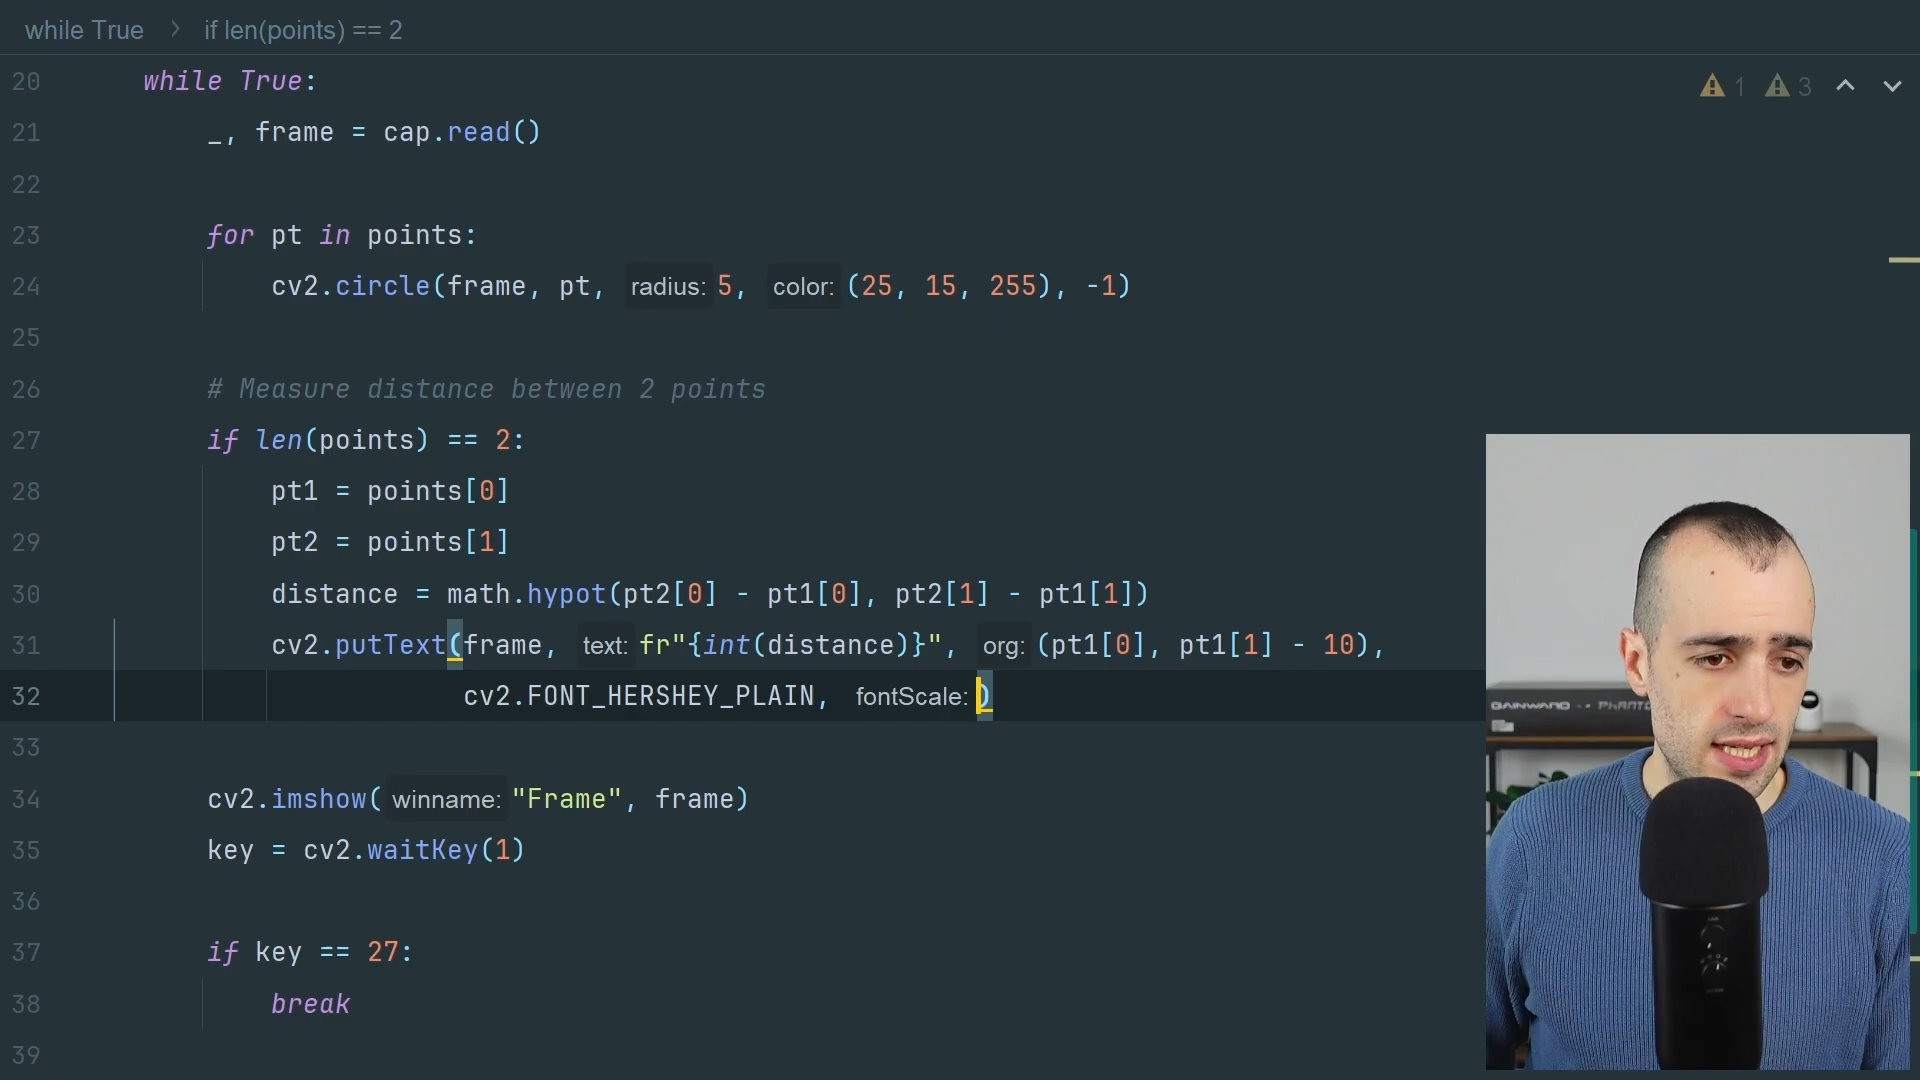 while True > if len(points) == 2
1 3
20 while True:
21 _, frame = cap.read()
22
23 for pt in points:
24 cv2.circle(frame, pt, radius: 5, color: (25, 15, 255), -1)
25
26 # Measure distance between 2 points
27 if len(points) == 2:
28 pt1 = points[0]
29 pt2 = points[1]
30 distance = math.hypot(pt2[0] - pt1[0], pt2[1] - pt1[1])
31 cv2.putText(frame, text: fr"{int(distance)}", org: (pt1[0], pt1[1] - 10),
32 cv2.FONT_HERSHEY_PLAIN, fontScale: )
33
34 cv2.imshow( winname: "Frame", frame)
35 key = cv2.waitKey(1)
36
37 if key == 27:
38 break
39
GAINWARD